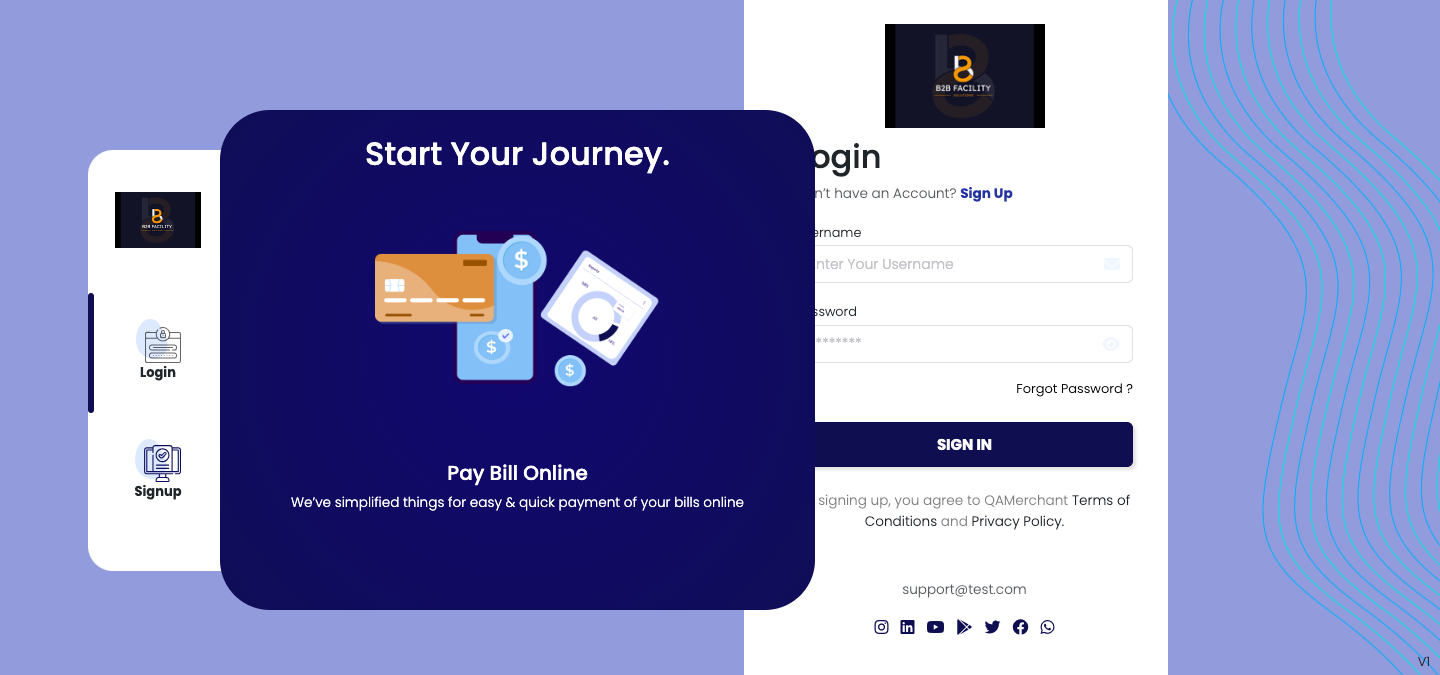 B2B FACILITY
Login
Signup
Start Your Journey.
$
$
$
Pay Bill Online
We've simplified things for easy & quick payment of your bills online
B2B FACILITY
SOLUTIONS
ogin
n't have an Account? Sign Up
ername
nter Your Username
ssword
*******
Forgot Password ?
SIGN IN
signing up, you agree to QAMerchant Terms of
Conditions and Privacy Policy.
support@test.com
V1